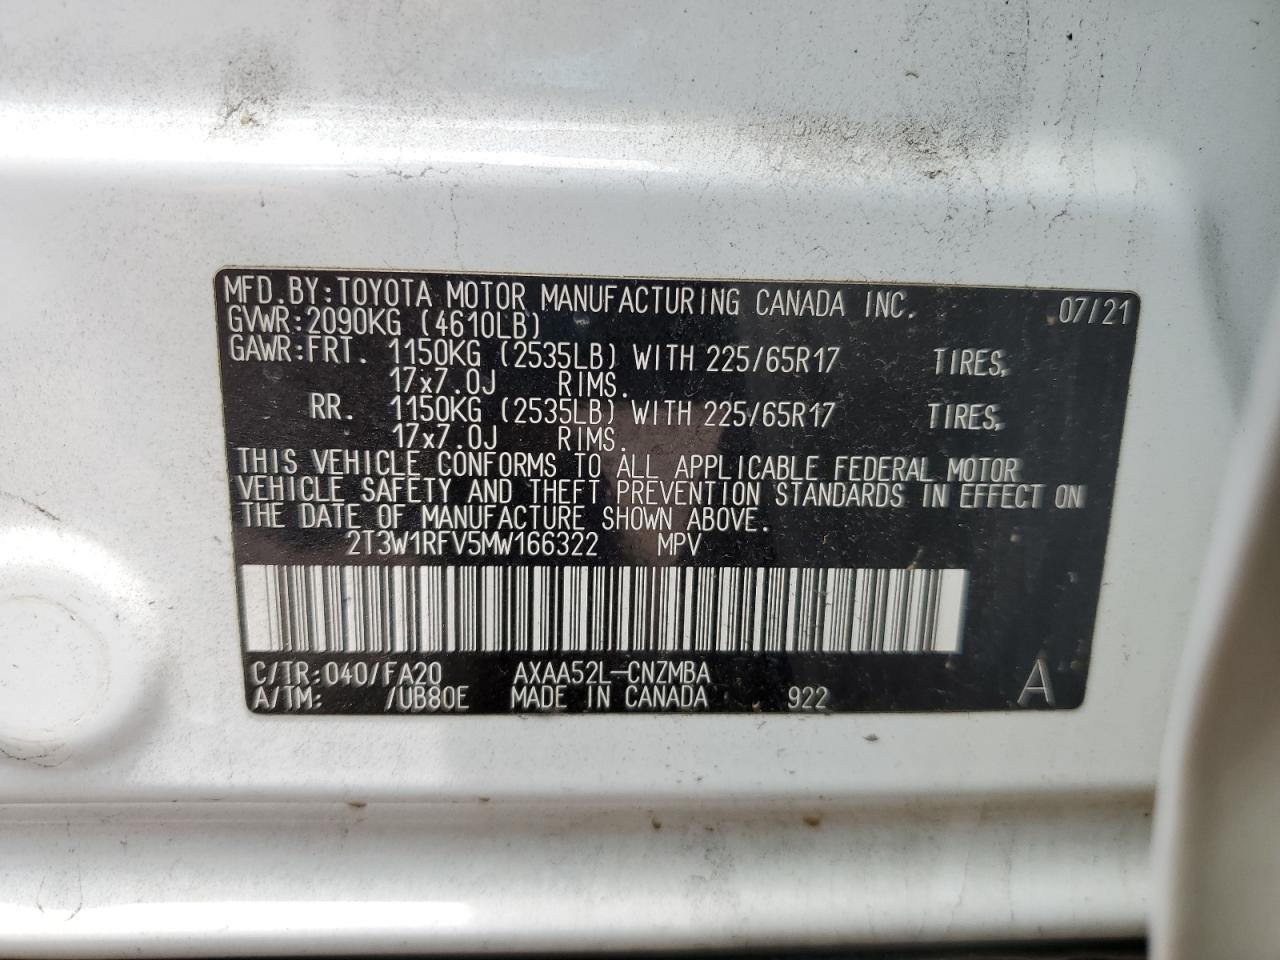 MFD.BY:TOYOTA MOTOR MANUFACTURING CANADA INC. 07/21
GVWR:2090KG (4610LB)
GAWR:FRT. 1150KG (2535LB) WITH 225/65R17 TIRES,
17x7.0J RIMS.
RR. 1150KG (2535LB) WITH 225/65R17 TIRES,
17x7.0J RIMS.
THIS VEHICLE CONFORMS TO ALL APPLICABLE FEDERAL MOTOR
VEHICLE SAFETY AND THEFT PREVENTION STANDARDS IN EFFECT ON
THE DATE OF MANUFACTURE SHOWN ABOVE.
2T3W1RFV5MW166322 MPV
C/TR:040/FA20 AXAA52L-CNZMBA
A/TM: /UB80E MADE IN CANADA 922 A